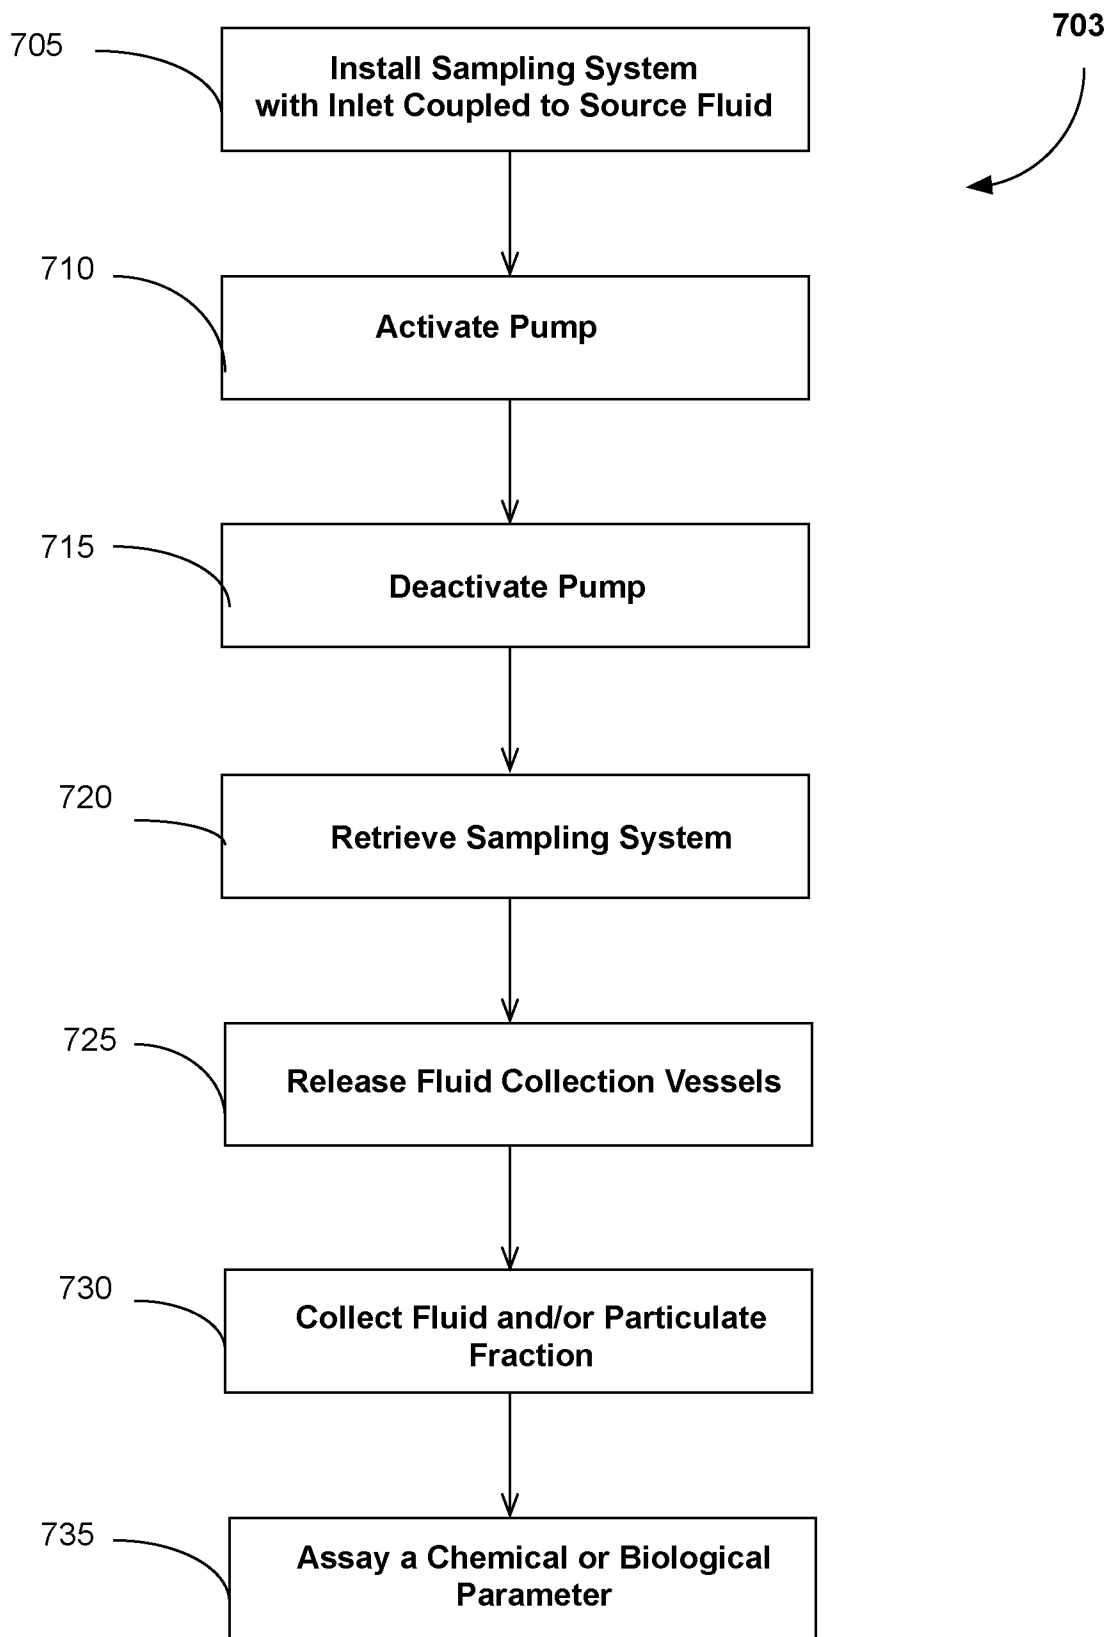 703
705
Install Sampling System
with Inlet Coupled to Source Fluid
710
Activate Pump
715
Deactivate Pump
720
Retrieve Sampling System
725
Release Fluid Collection Vessels
730
Collect Fluid and/or Particulate
Fraction
735
Assay a Chemical or Biological
Parameter